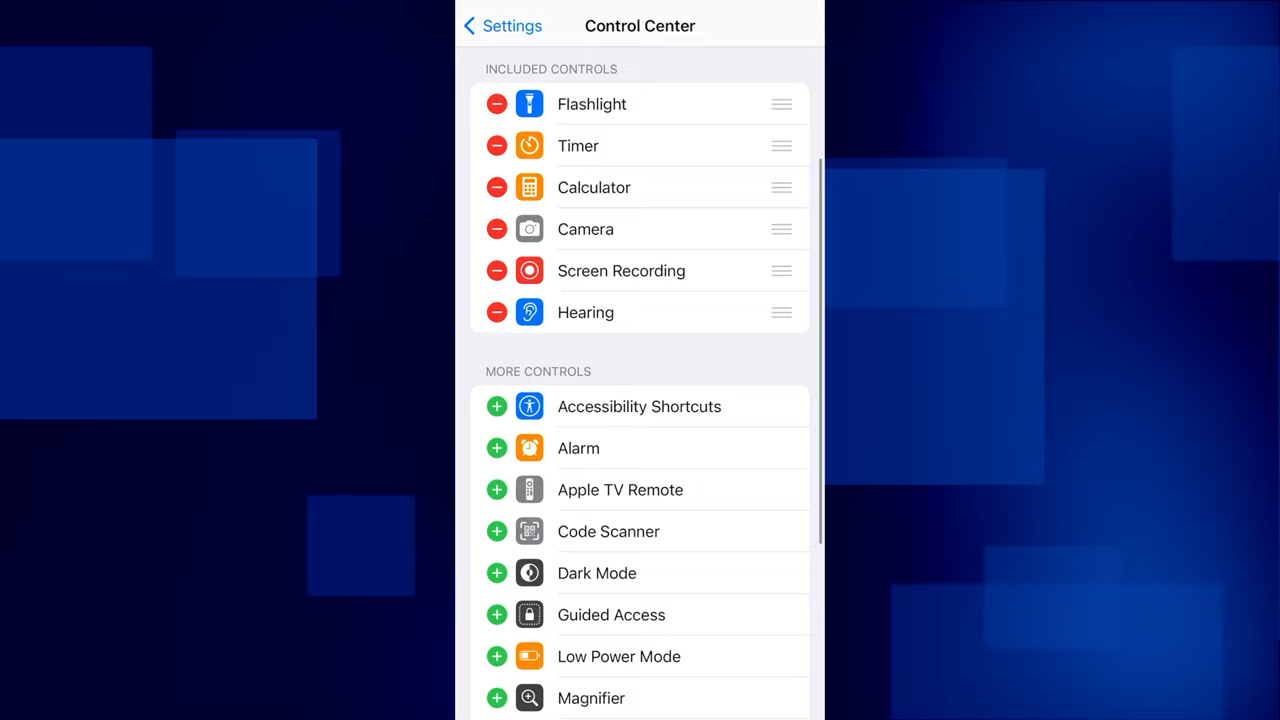 Settings
Control Center
INCLUDED CONTROLS
Flashlight
Timer
Calculator
Camera
Screen Recording
Hearing
MORE CONTROLS
Accessibility Shortcuts
Alarm
Apple TV Remote
Code Scanner
Dark Mode
Guided Access
Low Power Mode
Magnifier